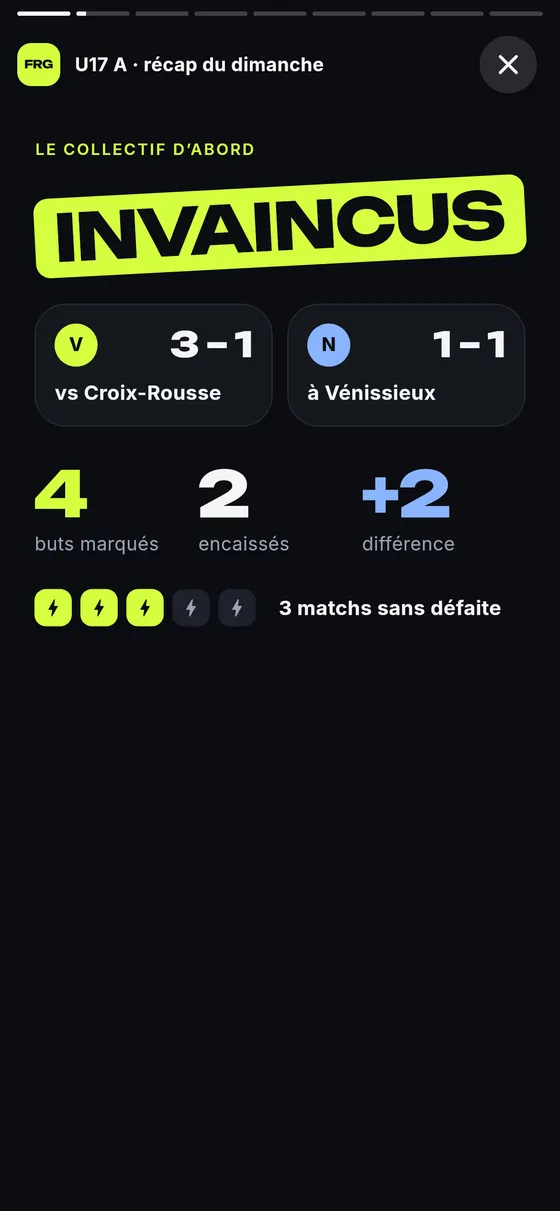 FRG U17 A · récap du dimanche
LE COLLECTIF D’ABORD
INVAINCUS
V 3–1
vs Croix-Rousse
N 1–1
à Vénissieux
4 2 +2
buts marqués encaissés différence
3 matchs sans défaite